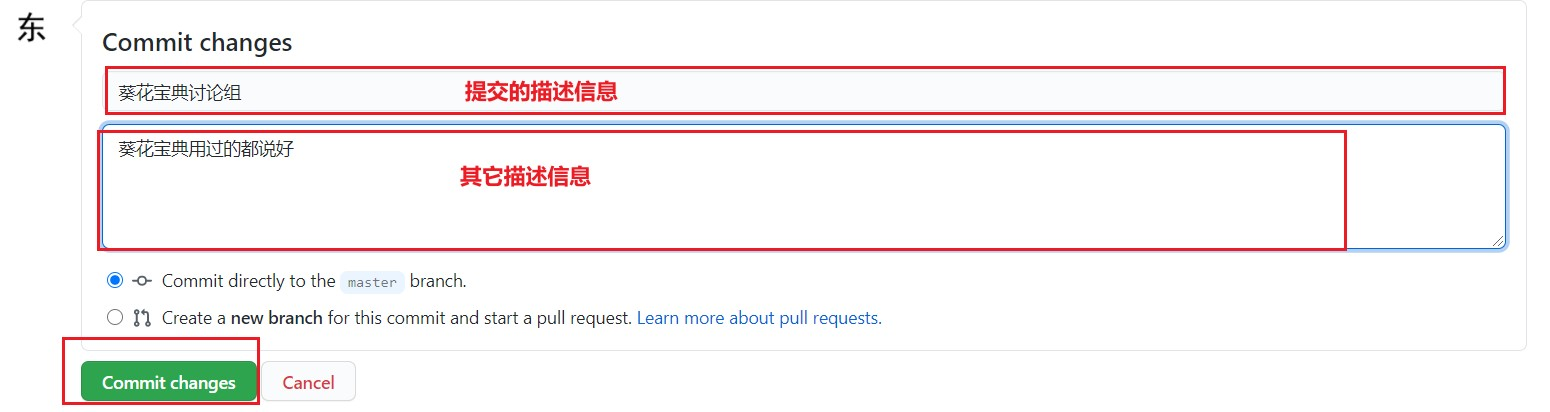 东
Commit changes
葵花宝典讨论组 提交的描述信息
葵花宝典用过的都说好
其它描述信息
Commit directly to the master branch.
Create a new branch for this commit and start a pull request. Learn more about pull requests.
Commit changes Cancel